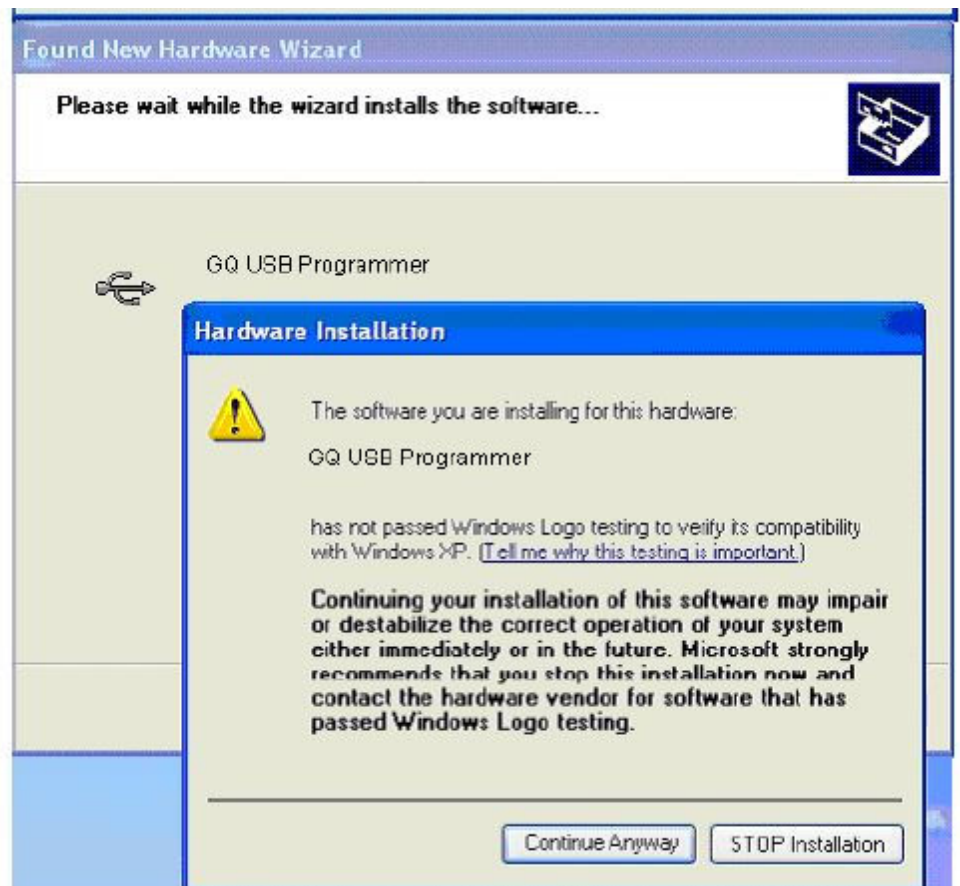 Found New Hardware Wizard
Please wait while the wizard installs the software...
GQ USB Programmer
Hardware Installation
The software you are installing for this hardware:
GQ USB Programmer
has not passed Windows Logo testing to verify its compatibility
with Windows XP. (Tell me why this testing is important.)
Continuing your installation of this software may impair
or destabilize the correct operation of your system
either immediately or in the future. Microsoft strongly
recommends that you stop this installation now and
contact the hardware vendor for software that has
passed Windows Logo testing.
Continue Anyway
STOP Installation